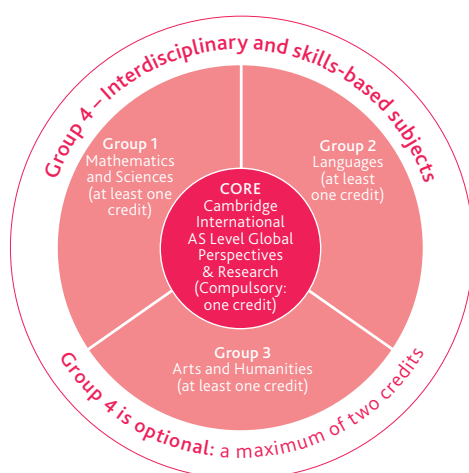 Group 4 – Interdisciplinary and skills-based subjects
Group 1
Mathematics
and Sciences
(at least one
credit)
Group 2
Languages
(at least
one credit)
CORE
Cambridge
International
AS Level Global
Perspectives
& Research
(Compulsory:
one credit)
Group 3
Arts and Humanities
(at least one credit)
Group 4 is optional: a maximum of two credits